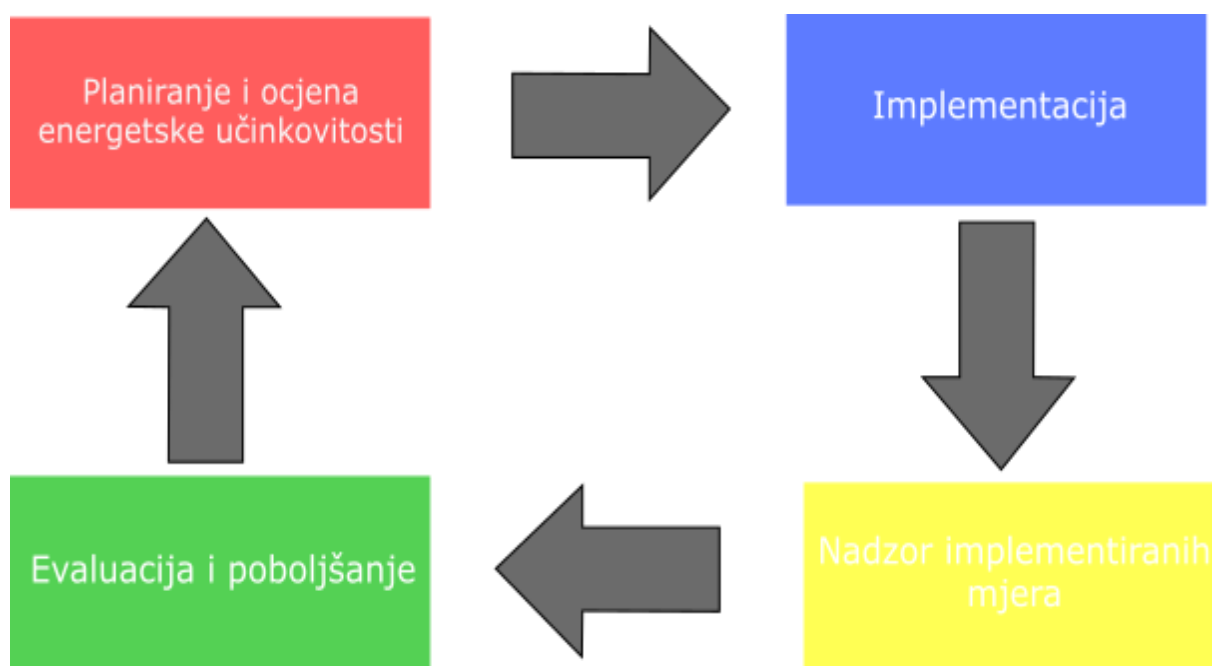 Planiranje i ocjena
energetske učinkovitosti
Implementacija
Nadzor implementiranih
mjera
Evaluacija i poboljšanje